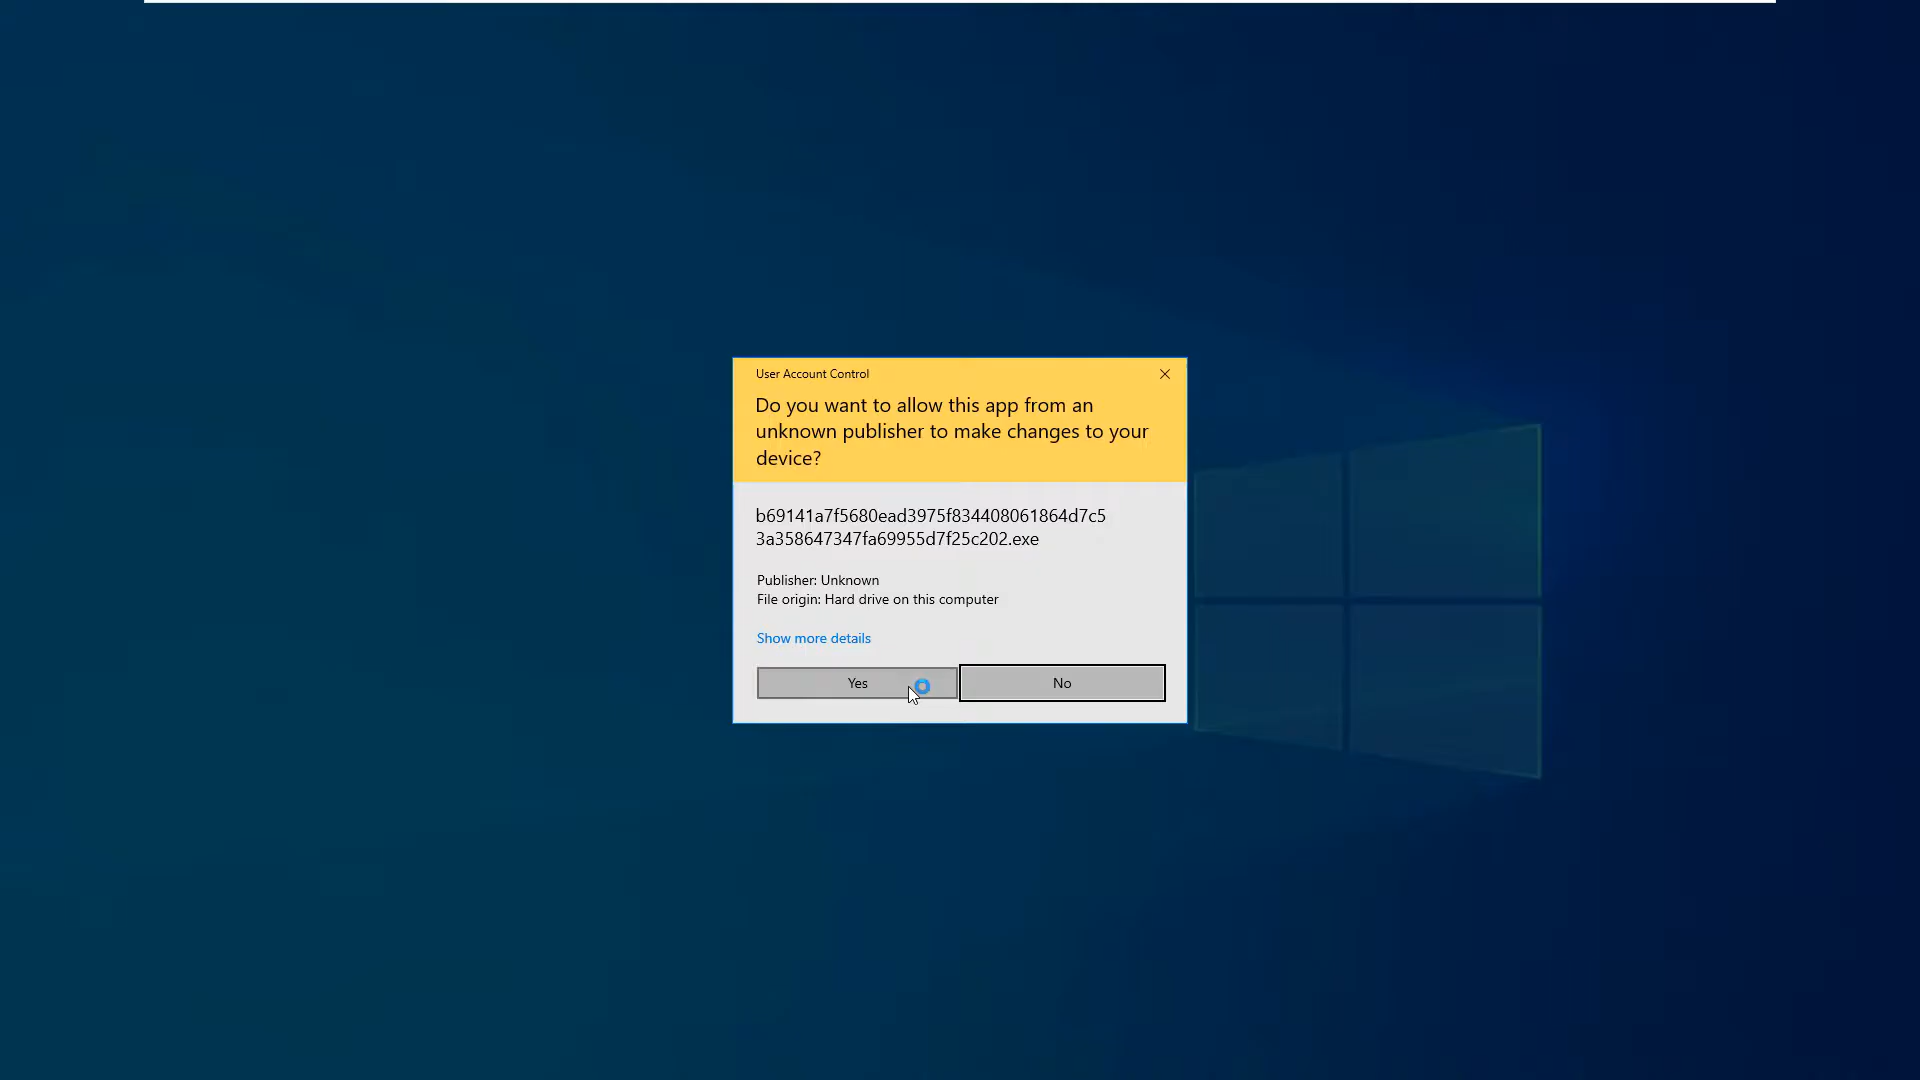 User Account Control
Do you want to allow this app from an
unknown publisher to make changes to your
device?
b69141a7f5680ead3975f834408061864d7c5
3a358647347fa69955d7f25c202.exe
Publisher: Unknown
File origin: Hard drive on this computer
Show more details
Yes
No